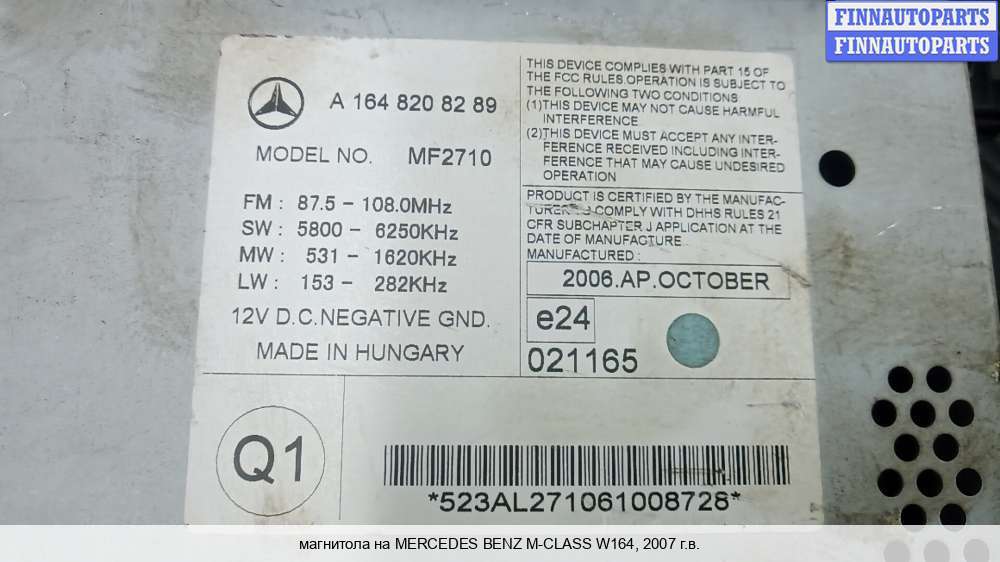 FINNAUTOPARTS
FINNAUTOPARTS
A 164 820 82 89
MODEL NO. MF2710
FM : 87.5 - 108.0MHz
SW : 5800 - 6250KHz
MW : 531 - 1620KHz
LW : 153 - 282KHz
12V D.C.NEGATIVE GND.
MADE IN HUNGARY
THIS DEVICE COMPLIES WITH PART 15 OF
THE FCC RULES.OPERATION IS SUBJECT TO
THE FOLLOWING TWO CONDITIONS
(1)THIS DEVICE MAY NOT CAUSE HARMFUL
INTERFERENCE
(2)THIS DEVICE MUST ACCEPT ANY INTER-
FERENCE RECEIVED INCLUDING INTER-
FERENCE THAT MAY CAUSE UNDESIRED
OPERATION
PRODUCT IS CERTIFIED BY THE MANUFAC-
TURER COMPLY WITH DHHS RULES 21
CFR SUBCHAPTER J APPLICATION AT THE
DATE OF MANUFACTURE
MANUFACTURED :
2006.AP.OCTOBER
e24
021165
Q1
*523AL271061008728*
магнитола на MERCEDES BENZ M-CLASS W164, 2007 г.в.